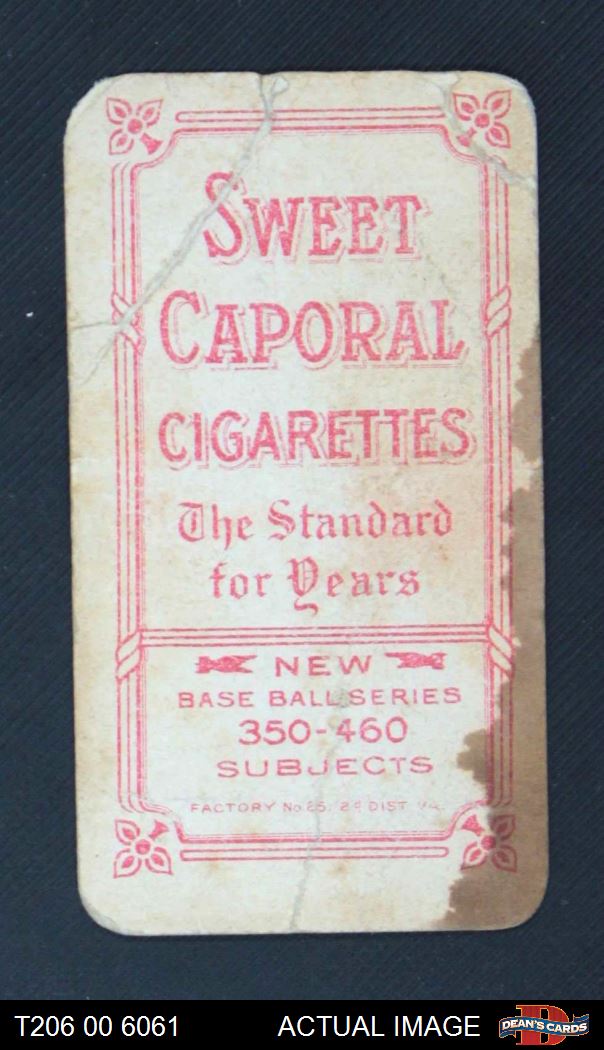 SWEET
CAPORAL
CIGARETTES
The Standard
for Years
NEW
BASE BALL SERIES
350-460
SUBJECTS
FACTORY No. 25. 2d DIST VA.
T206 00 6061 ACTUAL IMAGE
D
DEAN'S CARDS